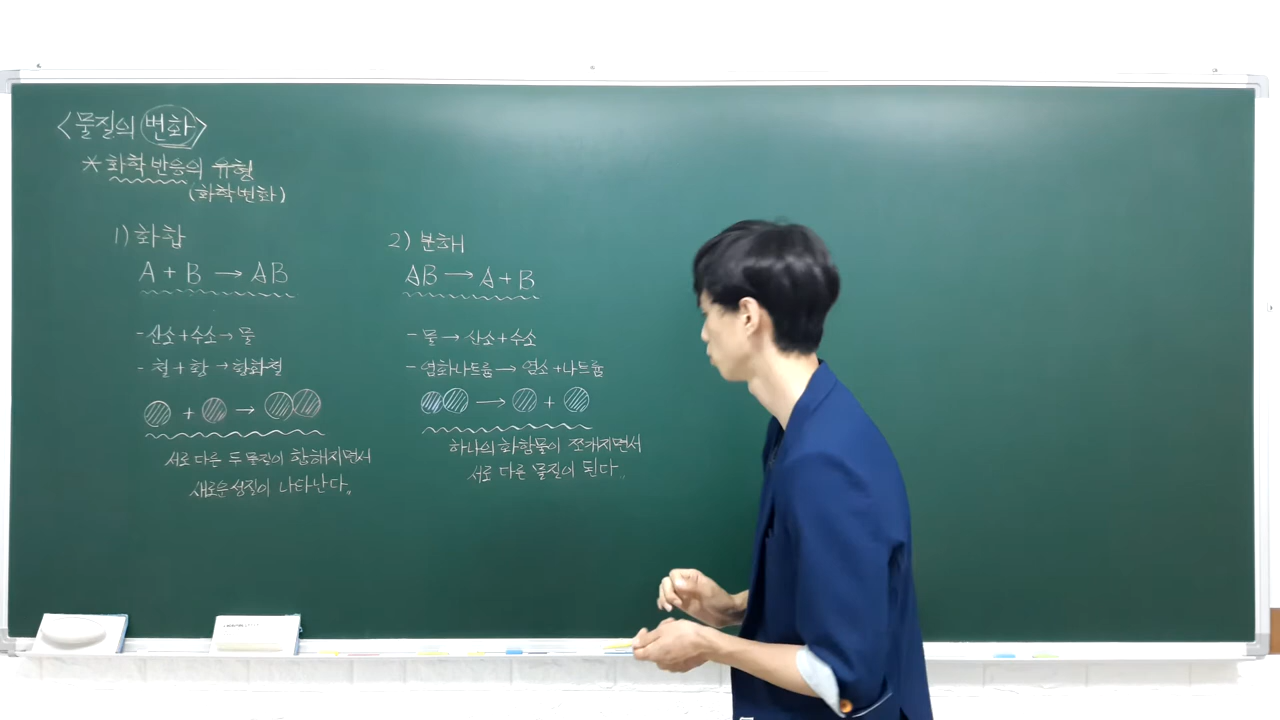 <물질의 변화>
* 화학 반응의 유형
(화학변화)
1) 화합
A + B → AB
- 산소+수소→ 물
- 철 + 황 → 황화철
+ →
서로 다른 두 물질이 합해지면서
새로운 성질이 나타난다.
2) 분해
AB → A + B
- 물 → 산소+수소
- 염화나트륨 → 염소 + 나트륨
→ +
하나의 화합물이 쪼개지면서
서로 다른 물질이 된다.